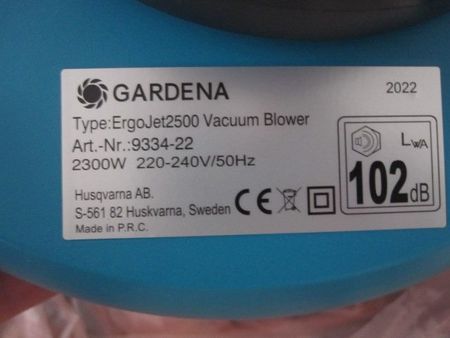 GARDENA
2022
Type:ErgoJet2500 Vacuum Blower
Art.-Nr.:9334-22
2300W 220-240V/50Hz
Husqvarna AB.
S-561 82 Huskvarna, Sweden
Made in P.R.C.
CE
LWA
102dB